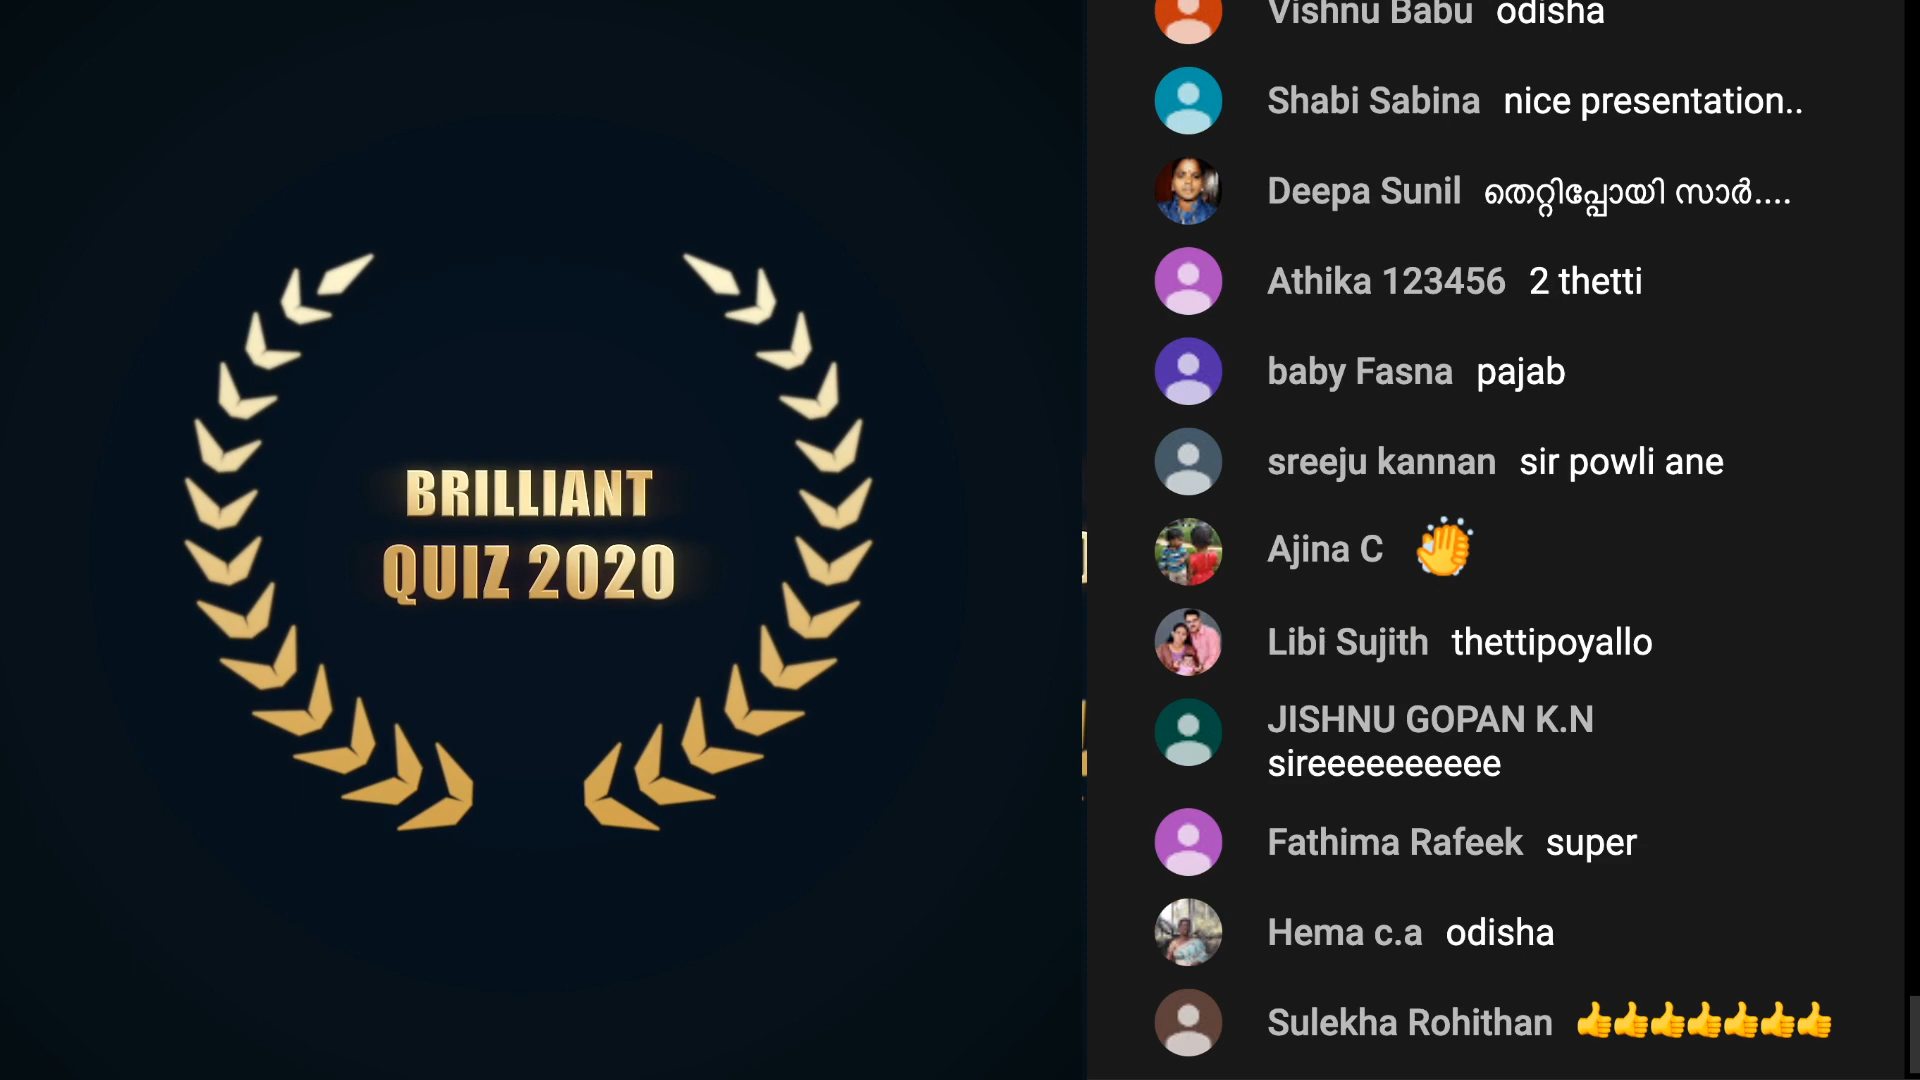 BRILLIANT
QUIZ 2020
Vishnu Babu odisha
Shabi Sabina nice presentation..
Deepa Sunil തെറ്റിപ്പോയി സാർ....
Athika 123456 2 thetti
baby Fasna pajab
sreeju kannan sir powli ane
Ajina C 👏
Libi Sujith thettipoyallo
JISHNU GOPAN K.N
sireeeeeeeeee
Fathima Rafeek super
Hema c.a odisha
Sulekha Rohithan 👍👍👍👍👍👍👍